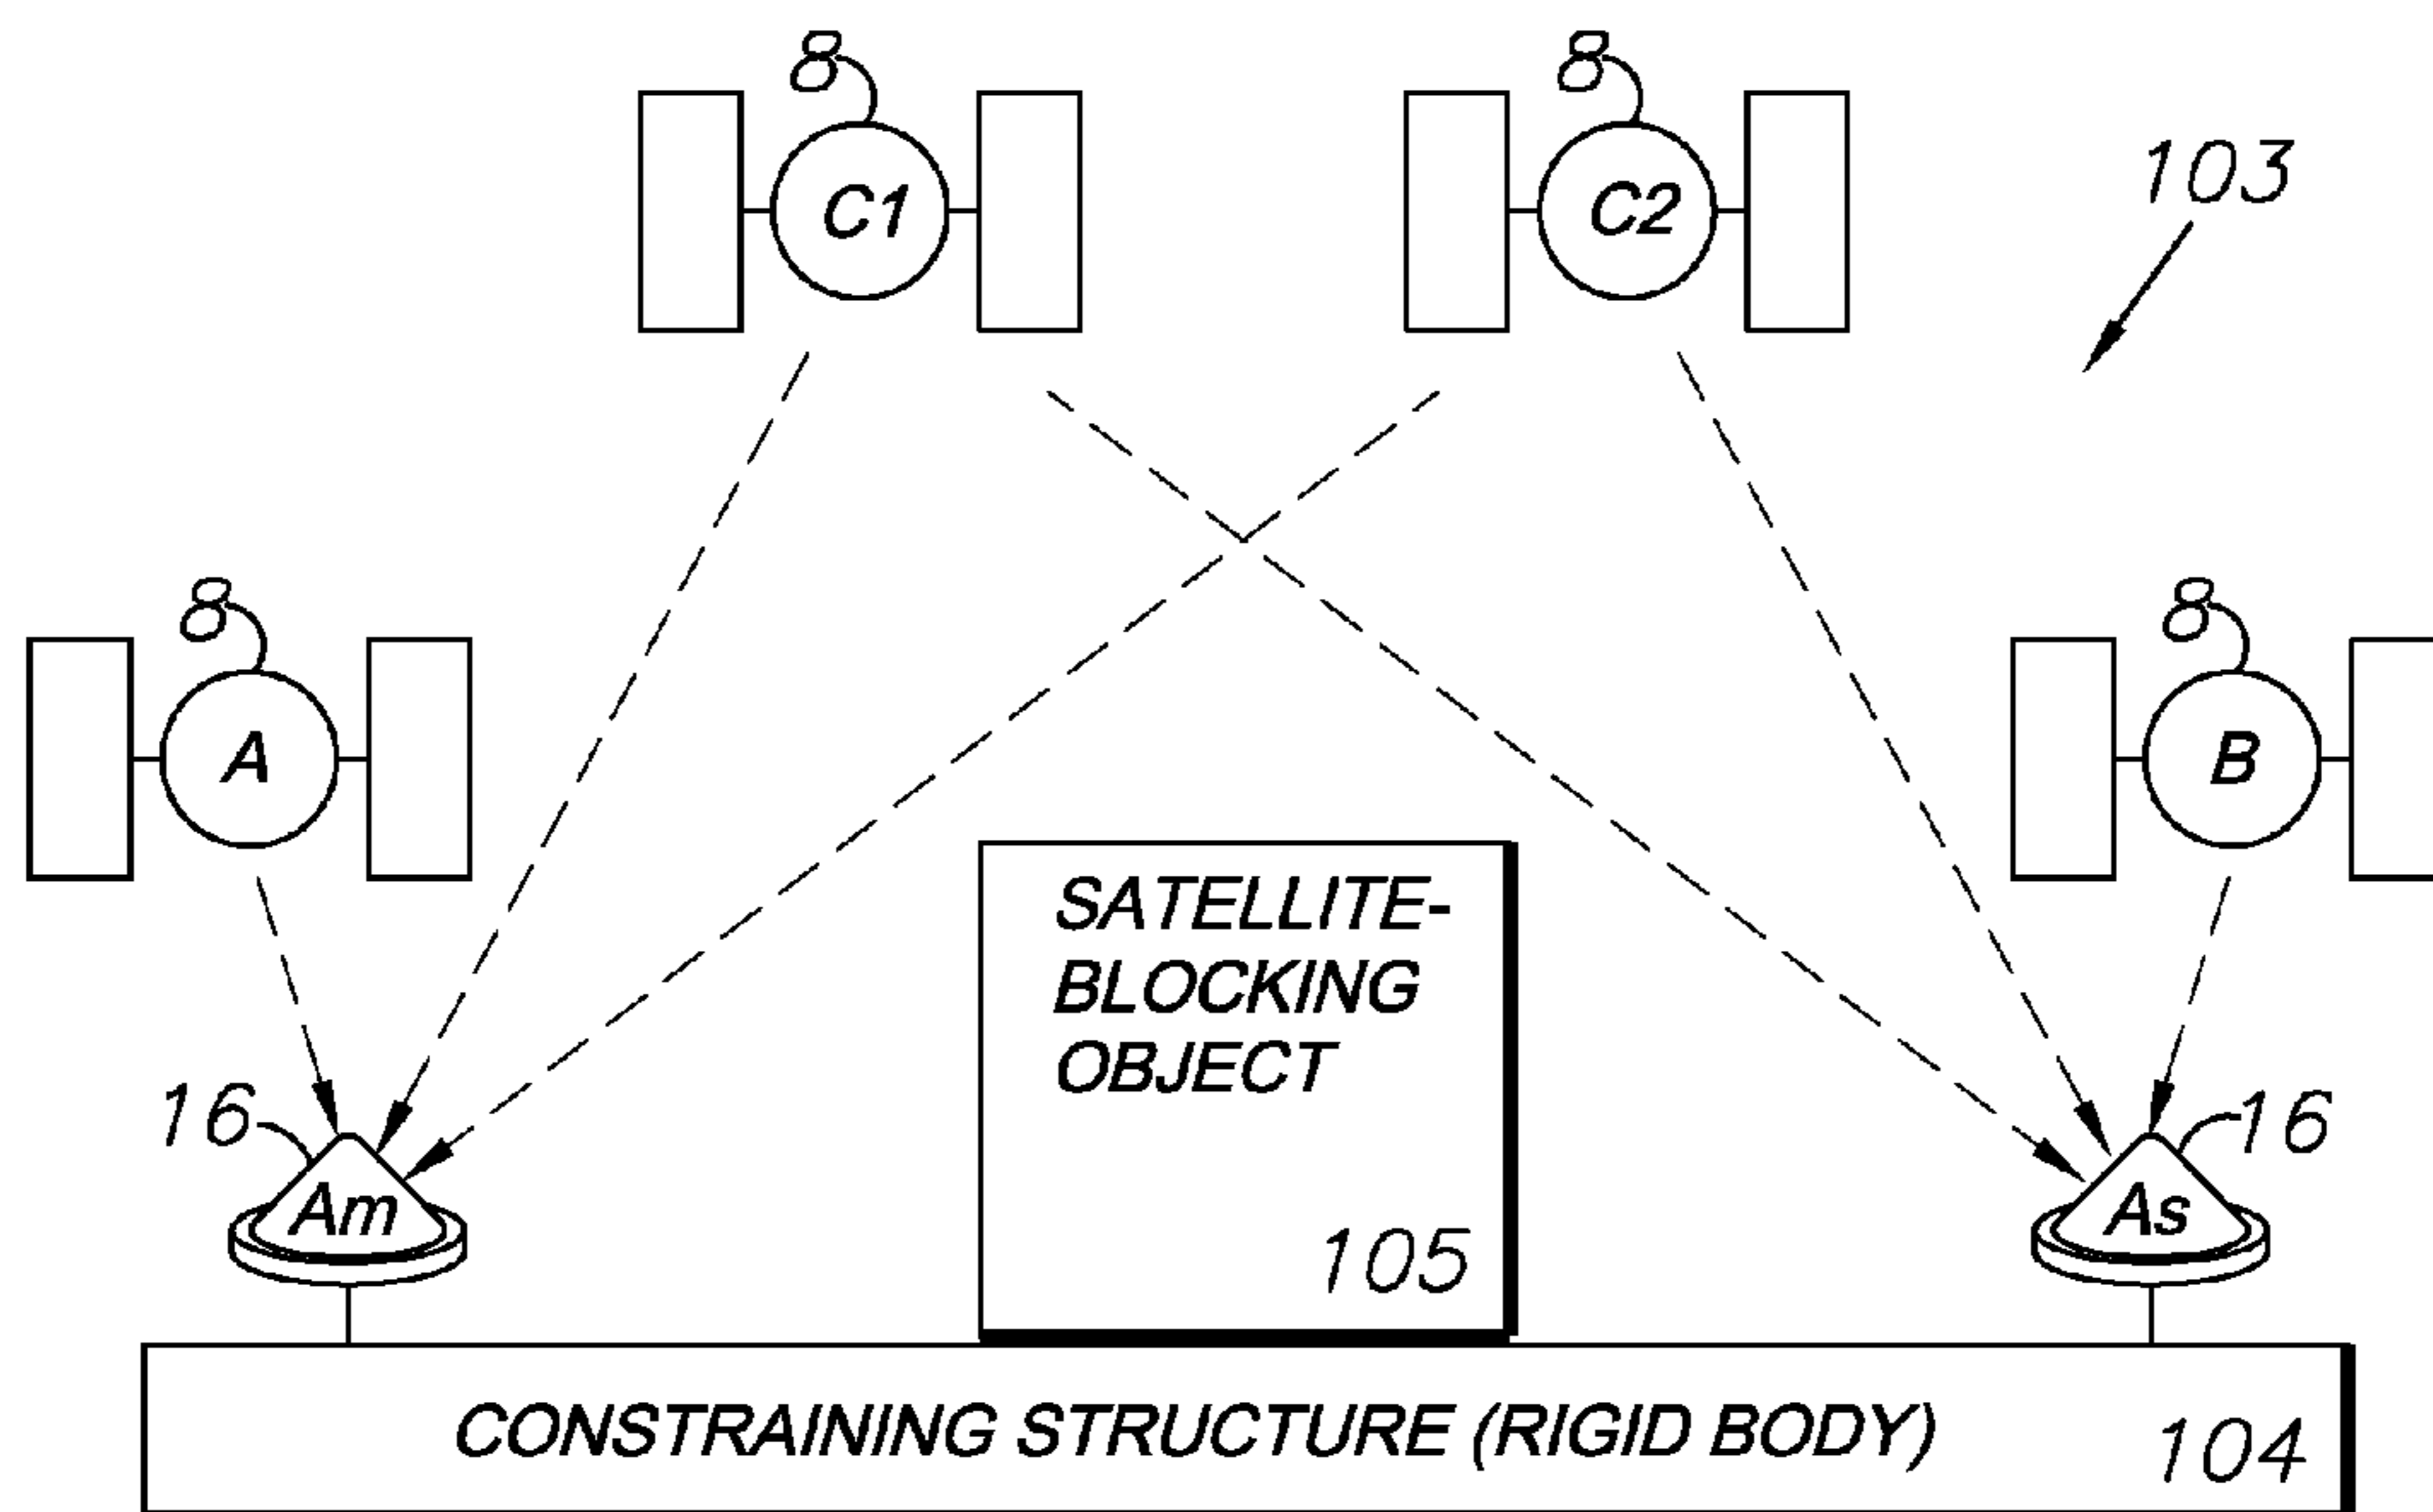 8
8
C1
C2
103
8
8
A
B
SATELLITE-
BLOCKING
OBJECT
16
16
Am
As
105
CONSTRAINING STRUCTURE (RIGID BODY)
104